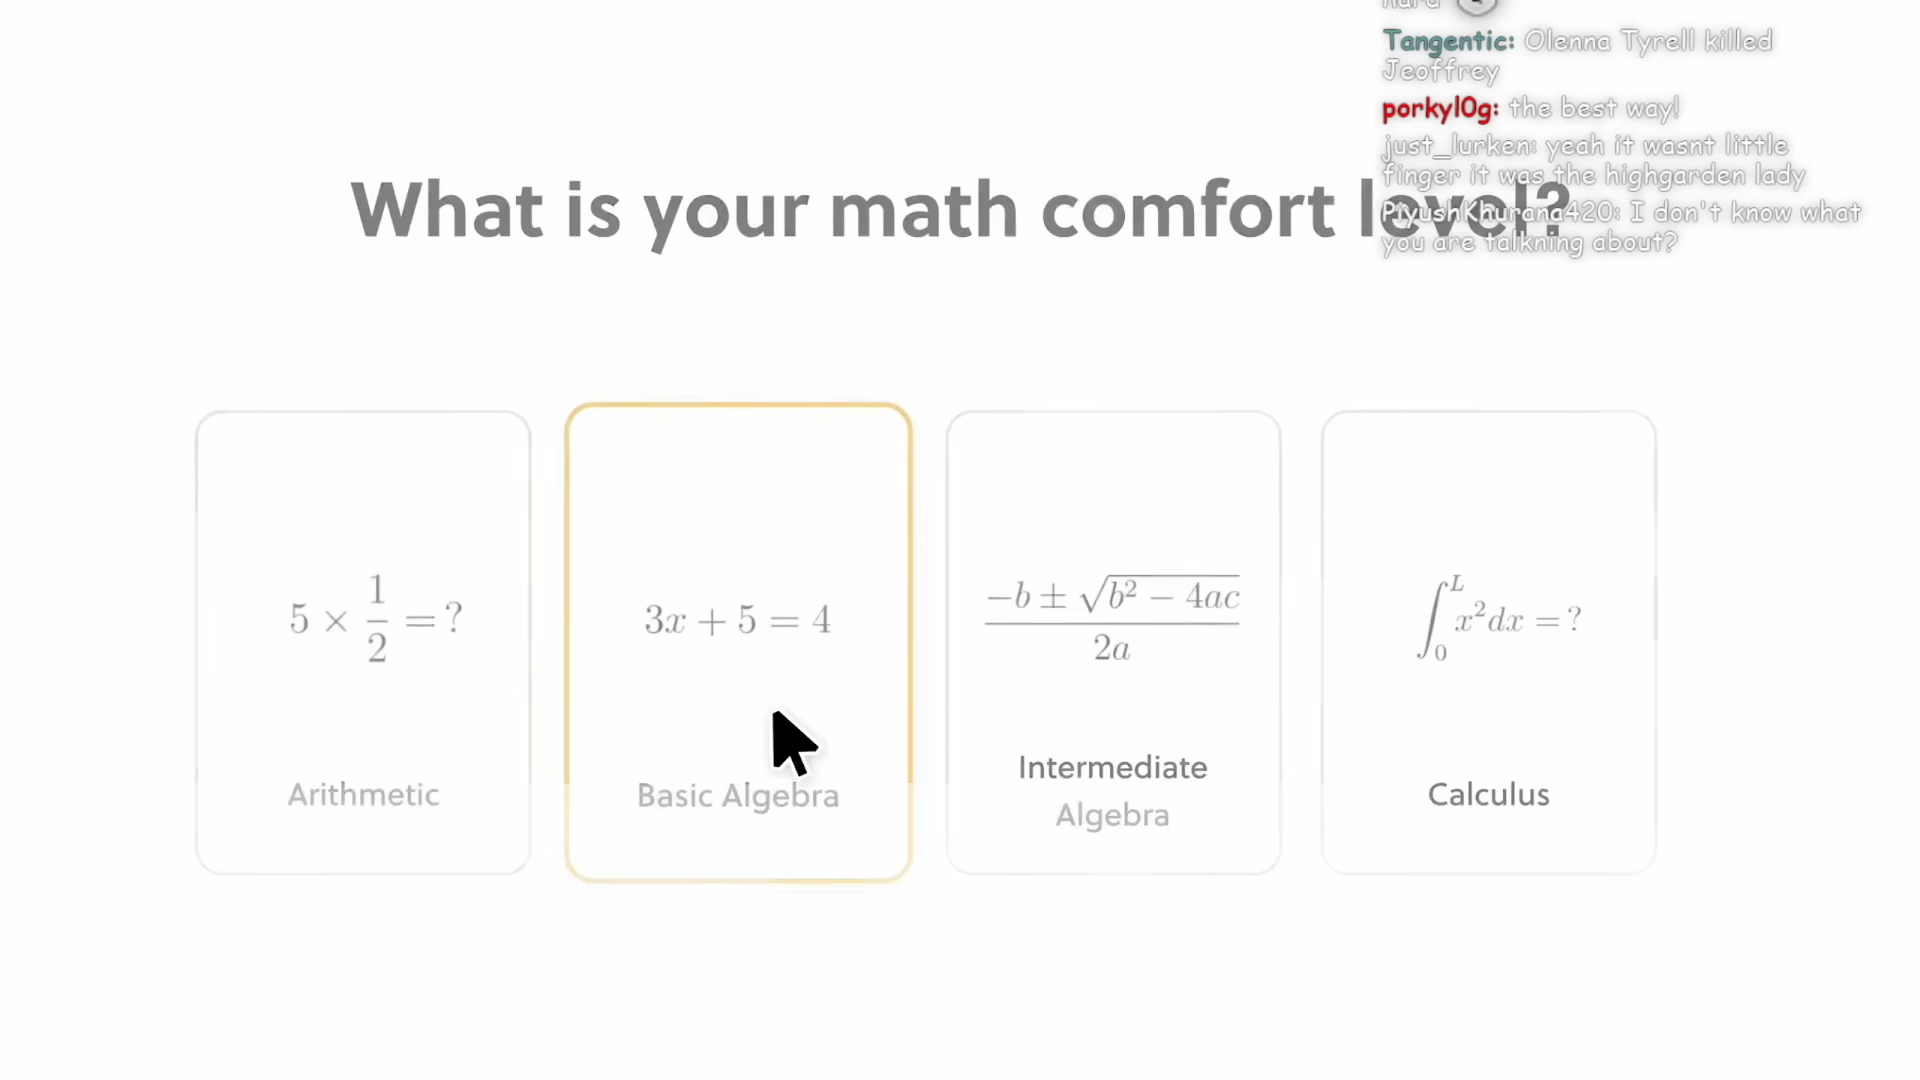 Tangentic: Olenna Tyrell killed
Jeoffrey
porkyl0g: the best way!
just_lurken: yeah it wasnt little
finger it was the highgarden lady
PiyushKhurana420: I don't know what
you are talkning about?
What is your math comfort level?
5 × 1/2 = ?
3x + 5 = 4
−b ± √b² − 4ac
2a
∫₀ᴸ x² dx = ?
Arithmetic
Basic Algebra
Intermediate
Algebra
Calculus